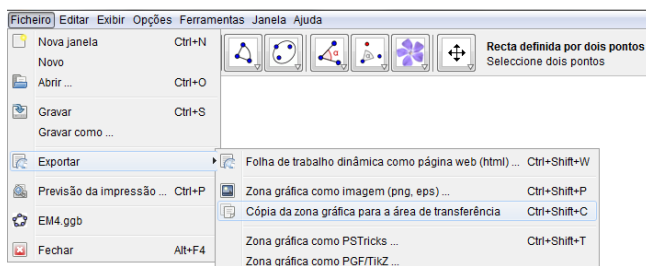 Ficheiro Editar Exibir Opções Ferramentas Janela Ajuda
Nova janela Ctrl+N
Novo
Abrir ... Ctrl+O
Gravar Ctrl+S
Gravar como ...
Exportar
Previsão da impressão ... Ctrl+P
EM4.ggb
Fechar Alt+F4
Recta definida por dois pontos
Seleccione dois pontos
Folha de trabalho dinâmica como página web (html) ... Ctrl+Shift+W
Zona gráfica como imagem (png, eps) ... Ctrl+Shift+P
Cópia da zona gráfica para a área de transferência Ctrl+Shift+C
Zona gráfica como PSTricks ... Ctrl+Shift+T
Zona gráfica como PGF/TikZ ...